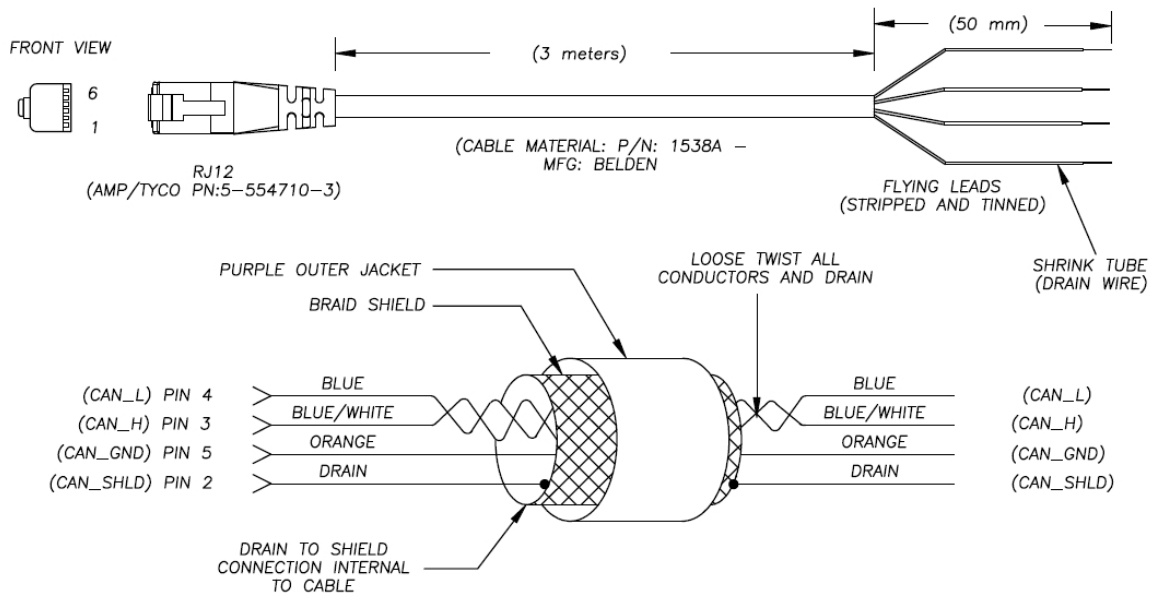 (50 mm)
FRONT VIEW
(3 meters)
6
1
(CABLE MATERIAL: P/N: 1538A –
MFG: BELDEN
RJ12
(AMP/TYCO PN:5–554710–3)
FLYING LEADS
(STRIPPED AND TINNED)
SHRINK TUBE
(DRAIN WIRE)
PURPLE OUTER JACKET
LOOSE TWIST ALL
CONDUCTORS AND DRAIN
BRAID SHIELD
(CAN_L) PIN 4
BLUE
BLUE
(CAN_L)
(CAN_H) PIN 3
BLUE/WHITE
BLUE/WHITE
(CAN_H)
(CAN_GND) PIN 5
ORANGE
ORANGE
(CAN_GND)
(CAN_SHLD) PIN 2
DRAIN
DRAIN
(CAN_SHLD)
DRAIN TO SHIELD
CONNECTION INTERNAL
TO CABLE